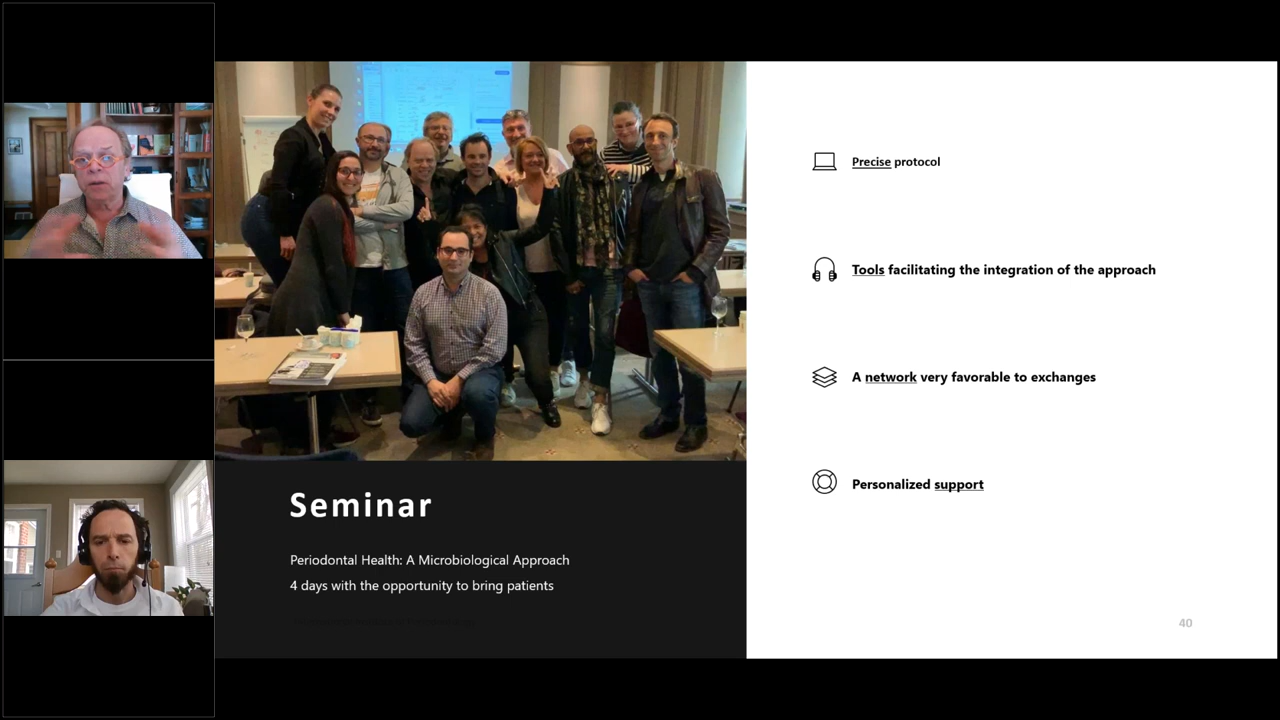 Seminar
Periodontal Health: A Microbiological Approach
4 days with the opportunity to bring patients
Precise protocol
Tools facilitating the integration of the approach
A network very favorable to exchanges
Personalized support
40